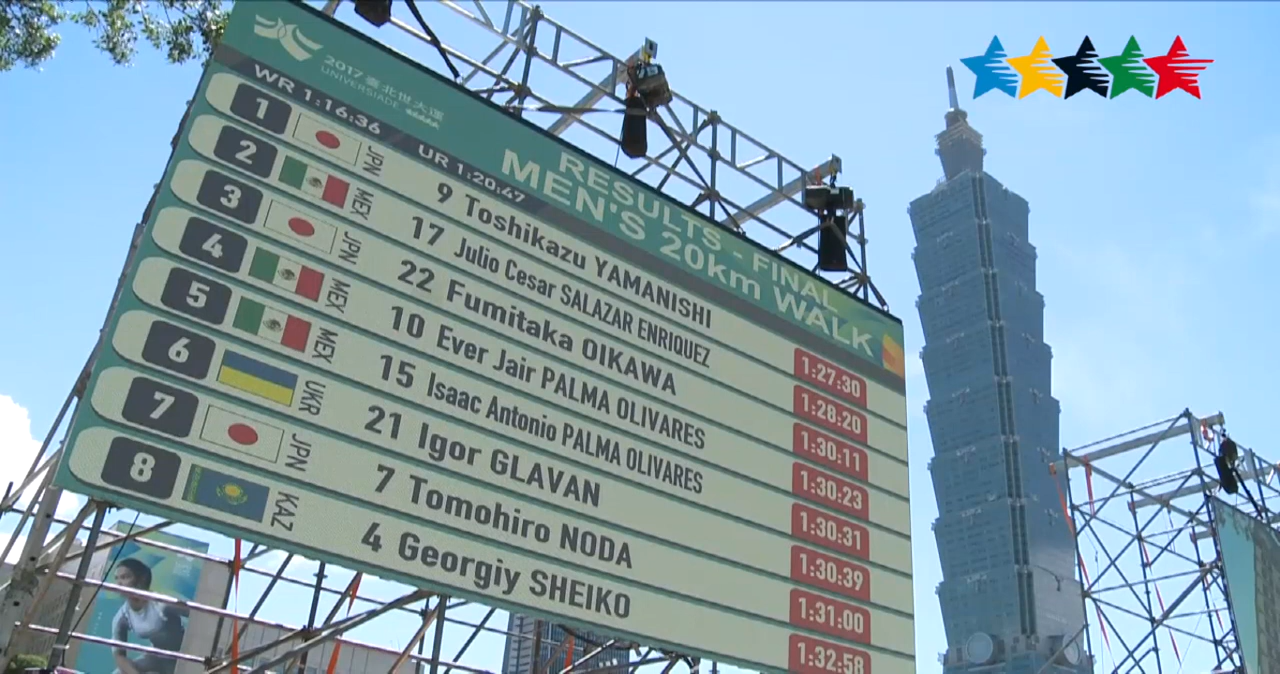 2017臺北世大運
UNIVERSIADE
RESULTS - FINAL
MEN'S 20km WALK
WR 1:16:36 UR 1:20:47
1 JPN 9 Toshikazu YAMANISHI 1:27:30
2 MEX 17 Julio Cesar SALAZAR ENRIQUEZ 1:28:20
3 JPN 22 Fumitaka OIKAWA 1:30:11
4 MEX 10 Ever Jair PALMA OLIVARES 1:30:23
5 MEX 15 Isaac Antonio PALMA OLIVARES 1:30:31
6 UKR 21 Igor GLAVAN 1:30:39
7 JPN 7 Tomohiro NODA 1:31:00
8 KAZ 4 Georgiy SHEIKO 1:32:58